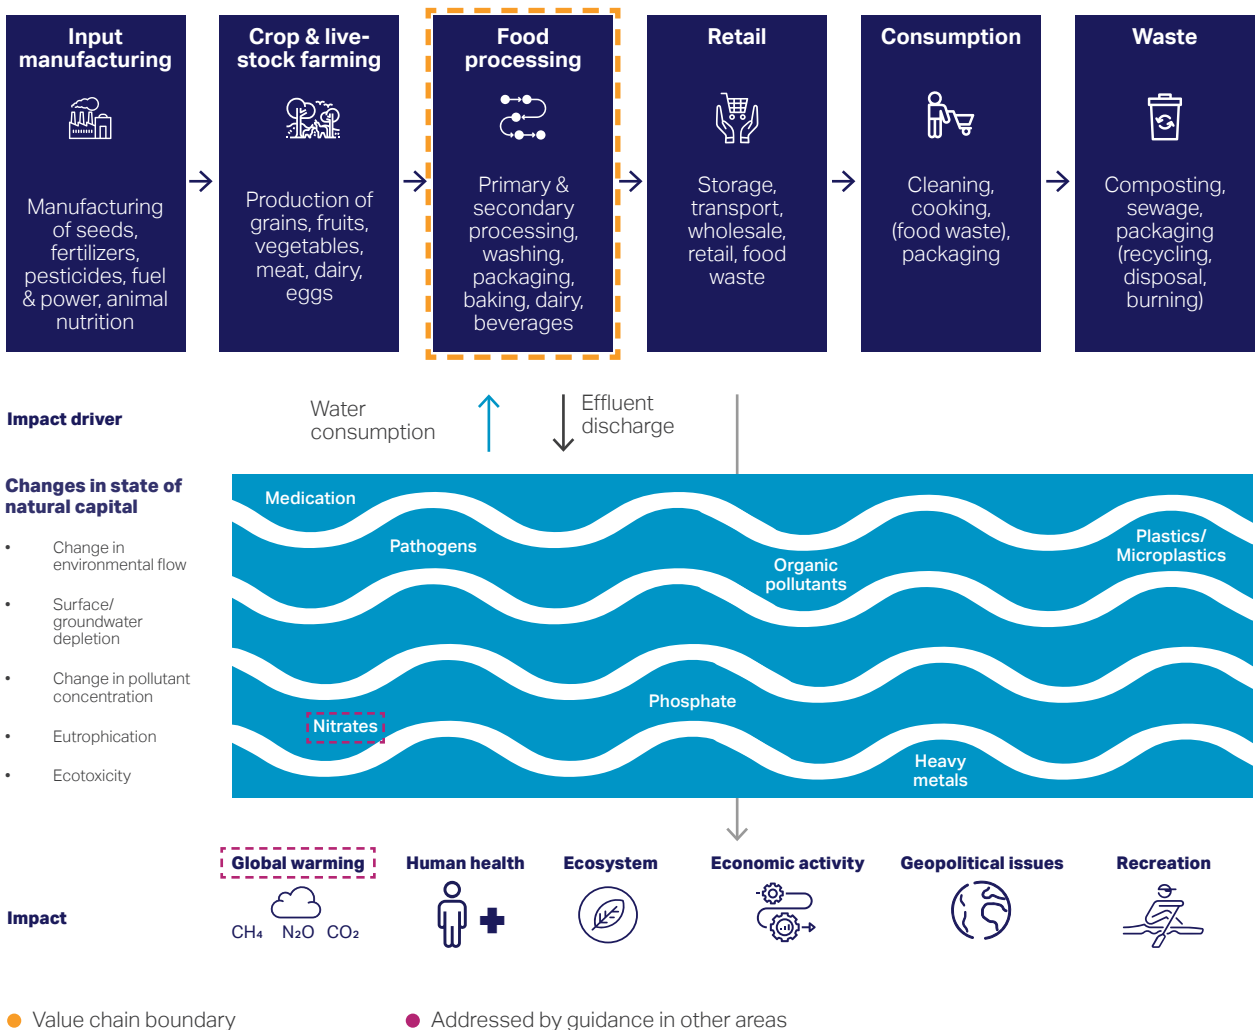 Input
manufacturing
Manufacturing
of seeds,
fertilizers,
pesticides, fuel
& power, animal
nutrition
Crop & live-
stock farming
Production of
grains, fruits,
vegetables,
meat, dairy,
eggs
Food
processing
Primary &
secondary
processing,
washing,
packaging,
baking, dairy,
beverages
Retail
Storage,
transport,
wholesale,
retail, food
waste
Consumption
Cleaning,
cooking,
(food waste),
packaging
Waste
Composting,
sewage,
packaging
(recycling,
disposal,
burning)
Impact driver
Water
consumption
Effluent
discharge
Changes in state of
natural capital
• Change in
environmental flow
• Surface/
groundwater
depletion
• Change in pollutant
concentration
• Eutrophication
• Ecotoxicity
Medication
Pathogens
Organic
pollutants
Plastics/
Microplastics
Phosphate
Nitrates
Heavy
metals
Impact
Global warming
CH₄ N₂O CO₂
Human health
Ecosystem
Economic activity
Geopolitical issues
Recreation
Value chain boundary
Addressed by guidance in other areas